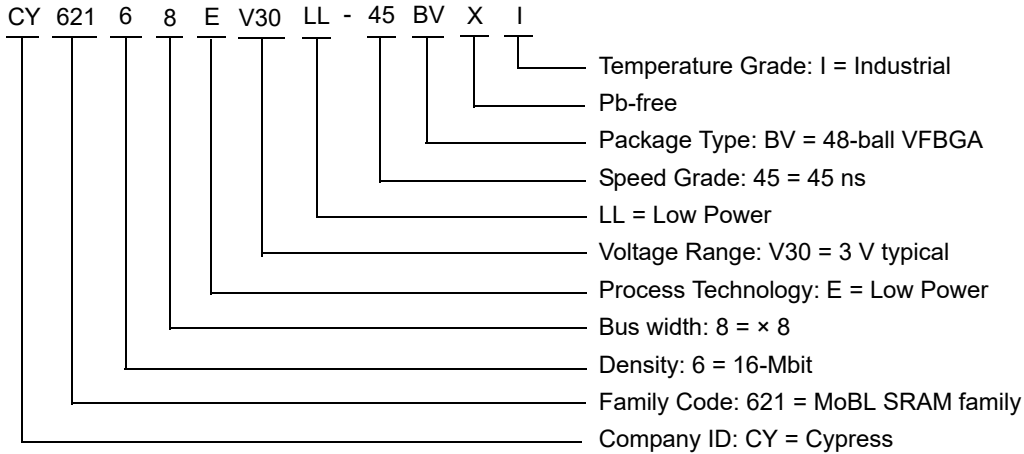 CY 621 6 8 E V30 LL - 45 BV X I
Temperature Grade: I = Industrial
Pb-free
Package Type: BV = 48-ball VFBGA
Speed Grade: 45 = 45 ns
LL = Low Power
Voltage Range: V30 = 3 V typical
Process Technology: E = Low Power
Bus width: 8 = × 8
Density: 6 = 16-Mbit
Family Code: 621 = MoBL SRAM family
Company ID: CY = Cypress